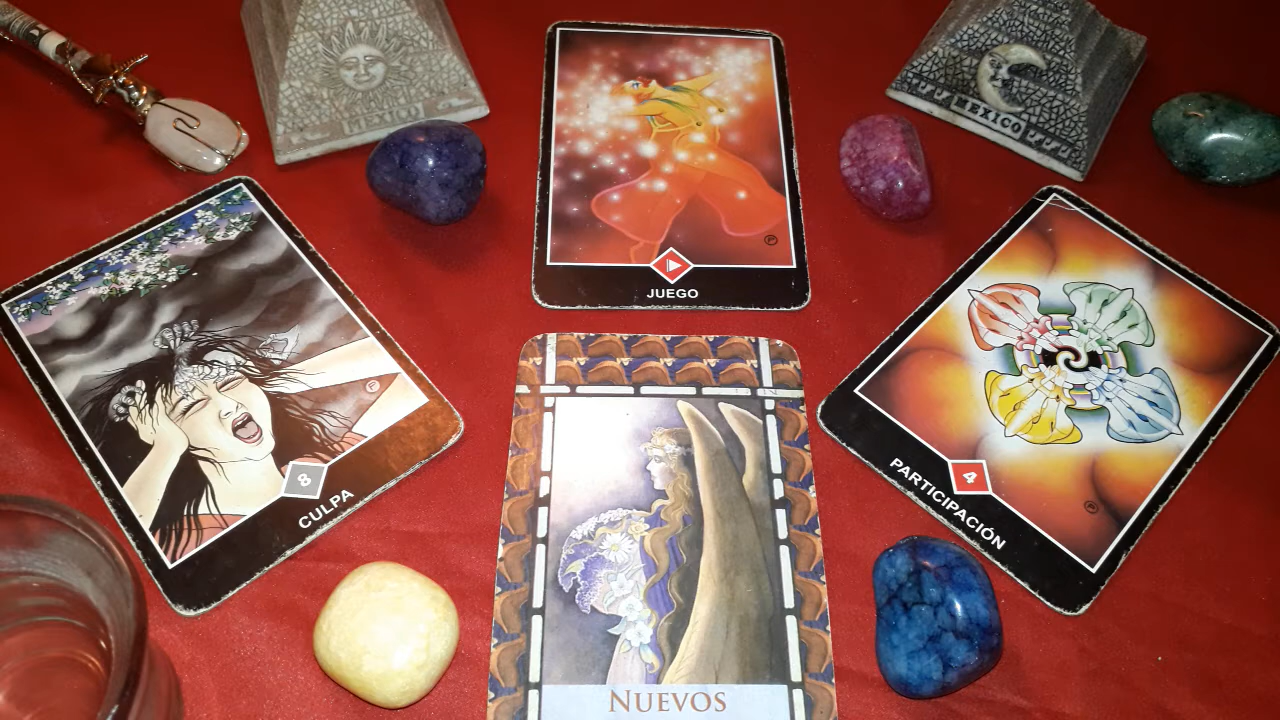 MEXICO
MEXICO
JUEGO
8
CULPA
4
PARTICIPACIÓN
NUEVOS